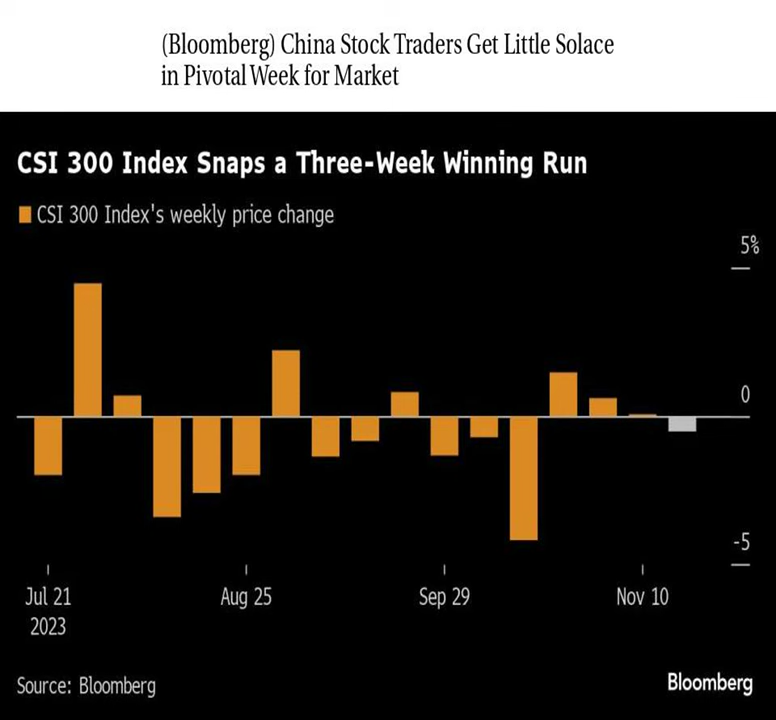 (Bloomberg) China Stock Traders Get Little Solace
in Pivotal Week for Market
CSI 300 Index Snaps a Three-Week Winning Run
CSI 300 Index's weekly price change
5%
0
-5
Jul 21 Aug 25 Sep 29 Nov 10
2023
Source: Bloomberg Bloomberg